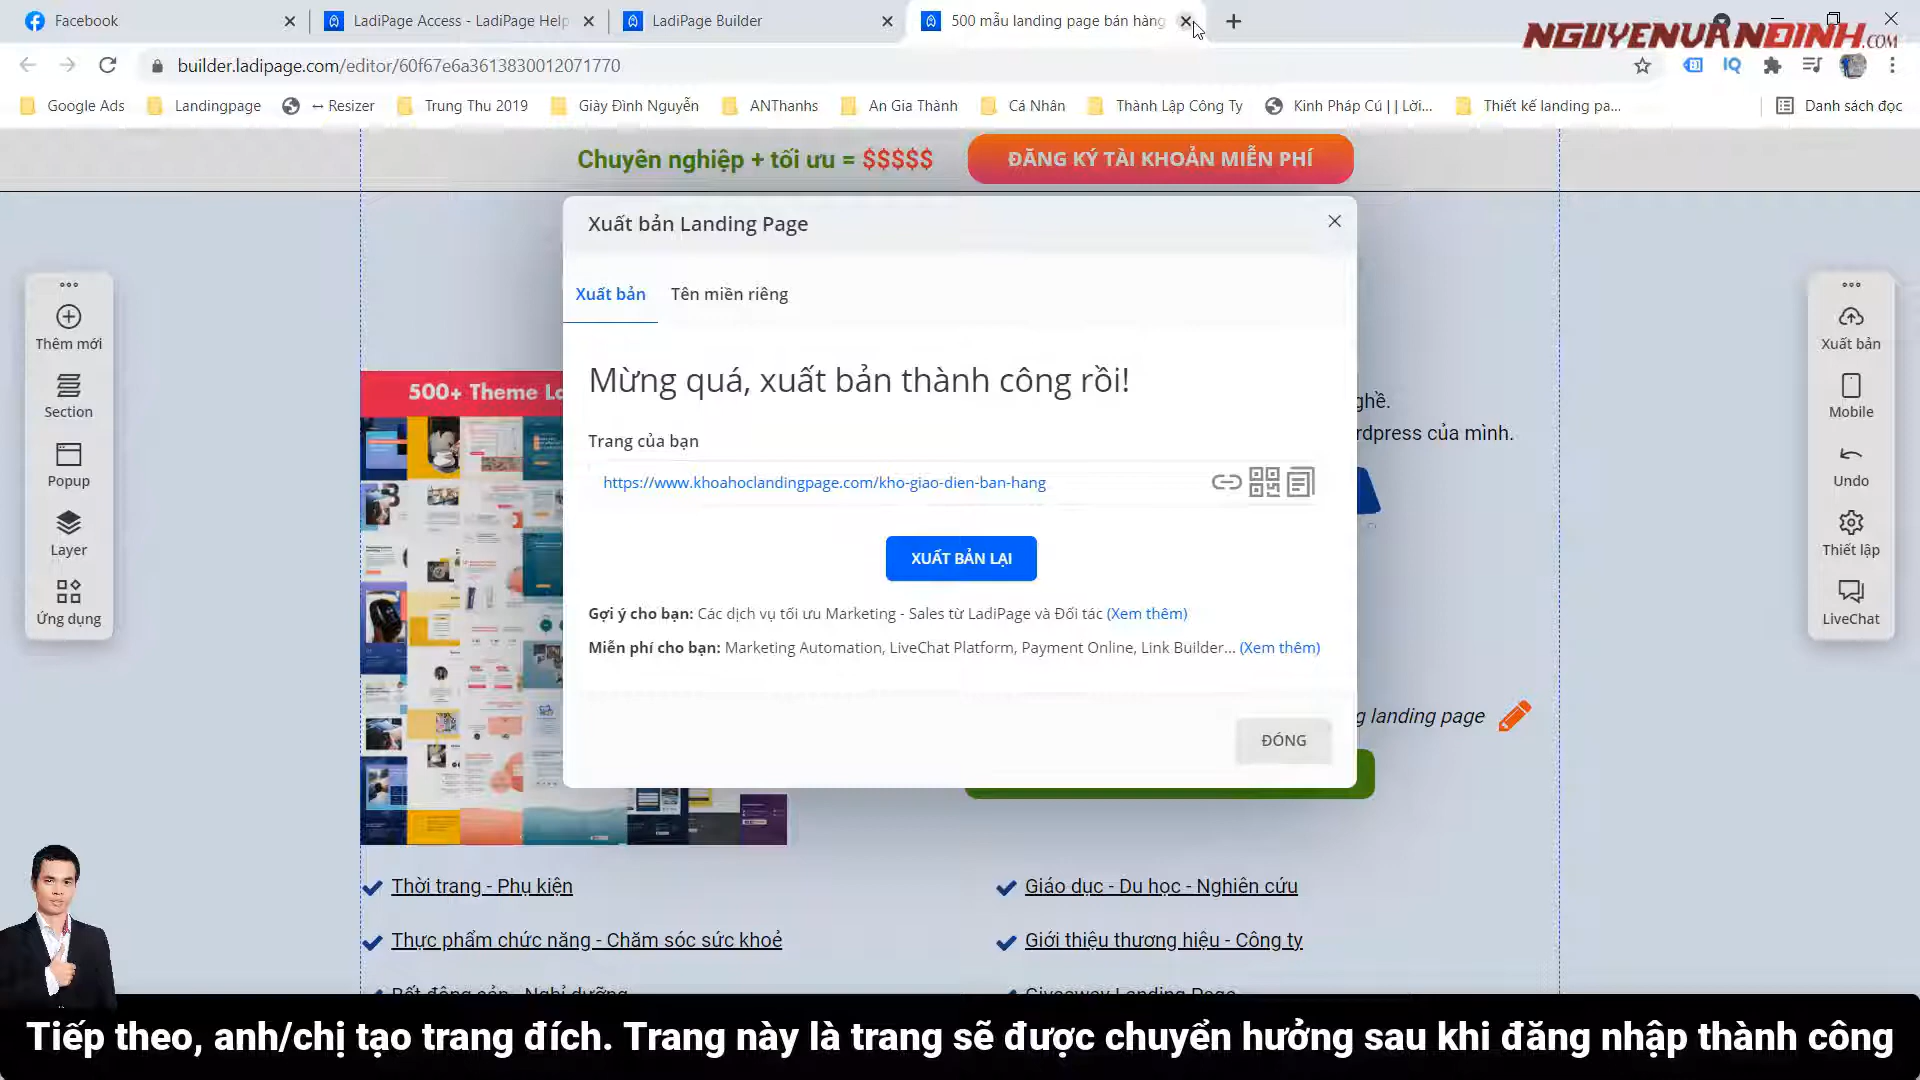 Facebook
LadiPage Access - LadiPage Help
LadiPage Builder
500 mẫu landing page bán hàng
NGUYENVANDINH.COM
builder.ladipage.com/editor/60f67e6a3613830012071770
Google Ads
Landingpage
↔ Resizer
Trung Thu 2019
Giày Đình Nguyễn
ANThanhs
An Gia Thành
Cá Nhân
Thành Lập Công Ty
Kinh Pháp Cú | | Lời...
Thiết kế landing pa...
Danh sách đọc
Chuyên nghiệp + tối ưu = $$$$$
ĐĂNG KÝ TÀI KHOẢN MIỄN PHÍ
Xuất bản Landing Page
Xuất bản
Tên miền riêng
Thêm mới
Section
Popup
Layer
Ứng dụng
Xuất bản
Mobile
Undo
Thiết lập
LiveChat
500+ Theme
Mừng quá, xuất bản thành công rồi!
Trang của bạn
https://www.khoahoclandingpage.com/kho-giao-dien-ban-hang
XUẤT BẢN LẠI
Gợi ý cho bạn: Các dịch vụ tối ưu Marketing - Sales từ LadiPage và Đối tác (Xem thêm)
Miễn phí cho bạn: Marketing Automation, LiveChat Platform, Payment Online, Link Builder... (Xem thêm)
ĐÓNG
rdpress của mình.
landing page
Thời trang - Phụ kiện
Giáo dục - Du học - Nghiên cứu
Thực phẩm chức năng - Chăm sóc sức khoẻ
Giới thiệu thương hiệu - Công ty
Tiếp theo, anh/chị tạo trang đích. Trang này là trang sẽ được chuyển hưởng sau khi đăng nhập thành công